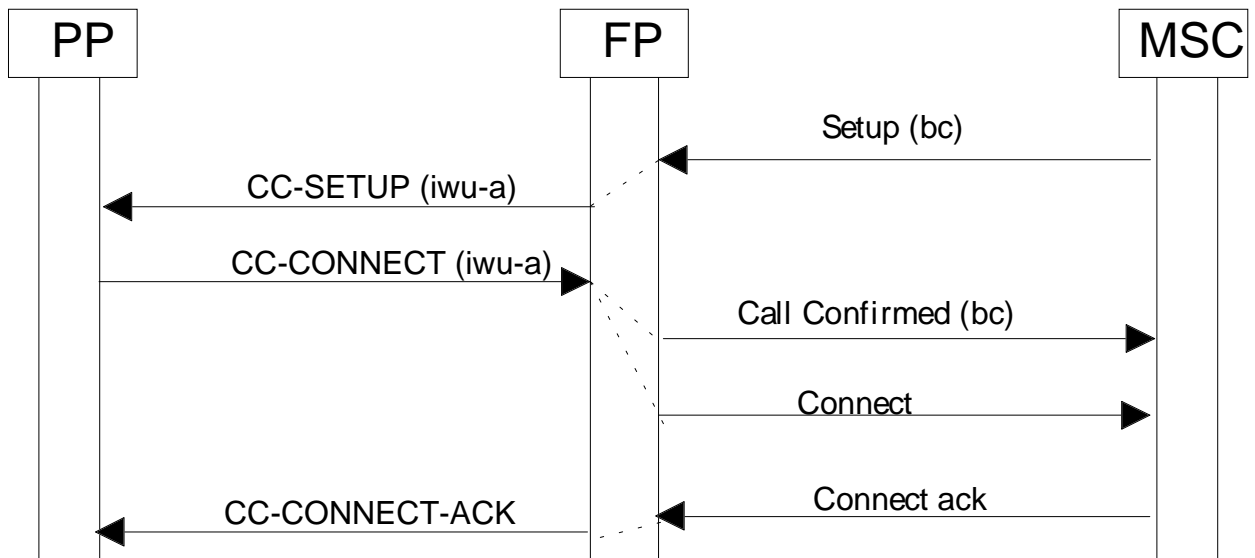 PP
FP
MSC
Setup (bc)
CC-SETUP (iwu-a)
CC-CONNECT (iwu-a)
Call Confirmed (bc)
Connect
Connect ack
CC-CONNECT-ACK